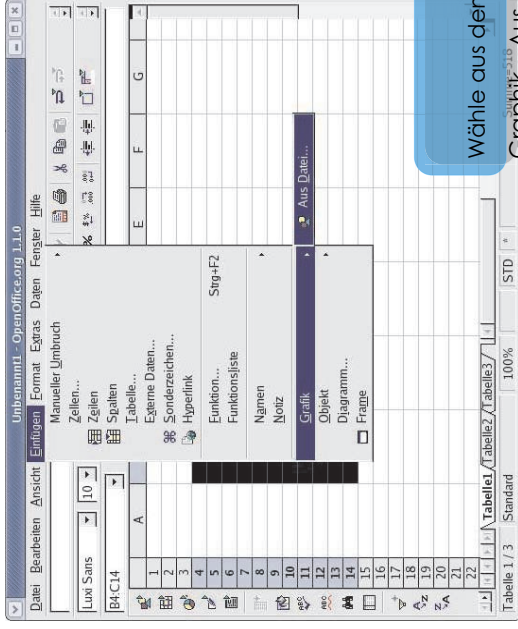 Unbenannt1 - OpenOffice.org 1.1.0
Datei Bearbeiten Ansicht Einfügen Format Extras Daten Fenster Hilfe
Luxi Sans 10
B4:C14
Manueller Umbruch
Zellen...
Zeilen
Spalten
Tabelle...
Externe Daten...
Sonderzeichen...
Hyperlink
Funktion... Strg+F2
Funktionsliste
Namen
Notiz
Grafik
Aus Datei...
Objekt
Diagramm...
Frame
A E F G
1
2
3
4
5
6
7
8
9
10
11
12
13
14
15
16
17
18
19
20
21
22
Tabelle1 Tabelle2 Tabelle3
Tabelle 1 / 3 Standard 100% STD *
Wähle aus der
Graphik Aus